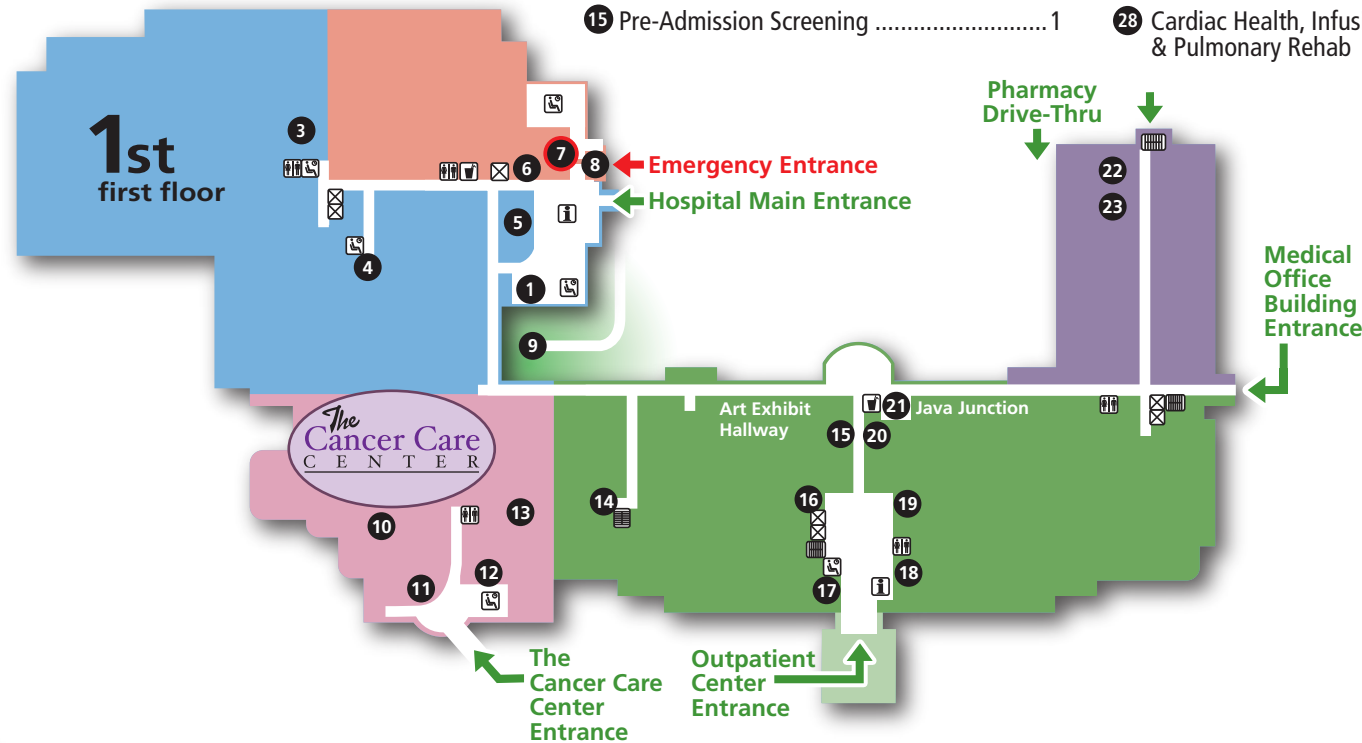 15 Pre-Admission Screening ........................... 1
28 Cardiac Health, Infus
& Pulmonary Rehab
Pharmacy
Drive-Thru
1st
first floor
3
7
6
8
Emergency Entrance
22
Hospital Main Entrance
23
5
i
4
1
Medical
Office
Building
Entrance
9
The
Cancer Care
CENTER
Art Exhibit
Hallway
21 Java Junction
15
20
10
13
14
16
19
11
12
17
18
i
The
Cancer Care
Center
Entrance
Outpatient
Center
Entrance